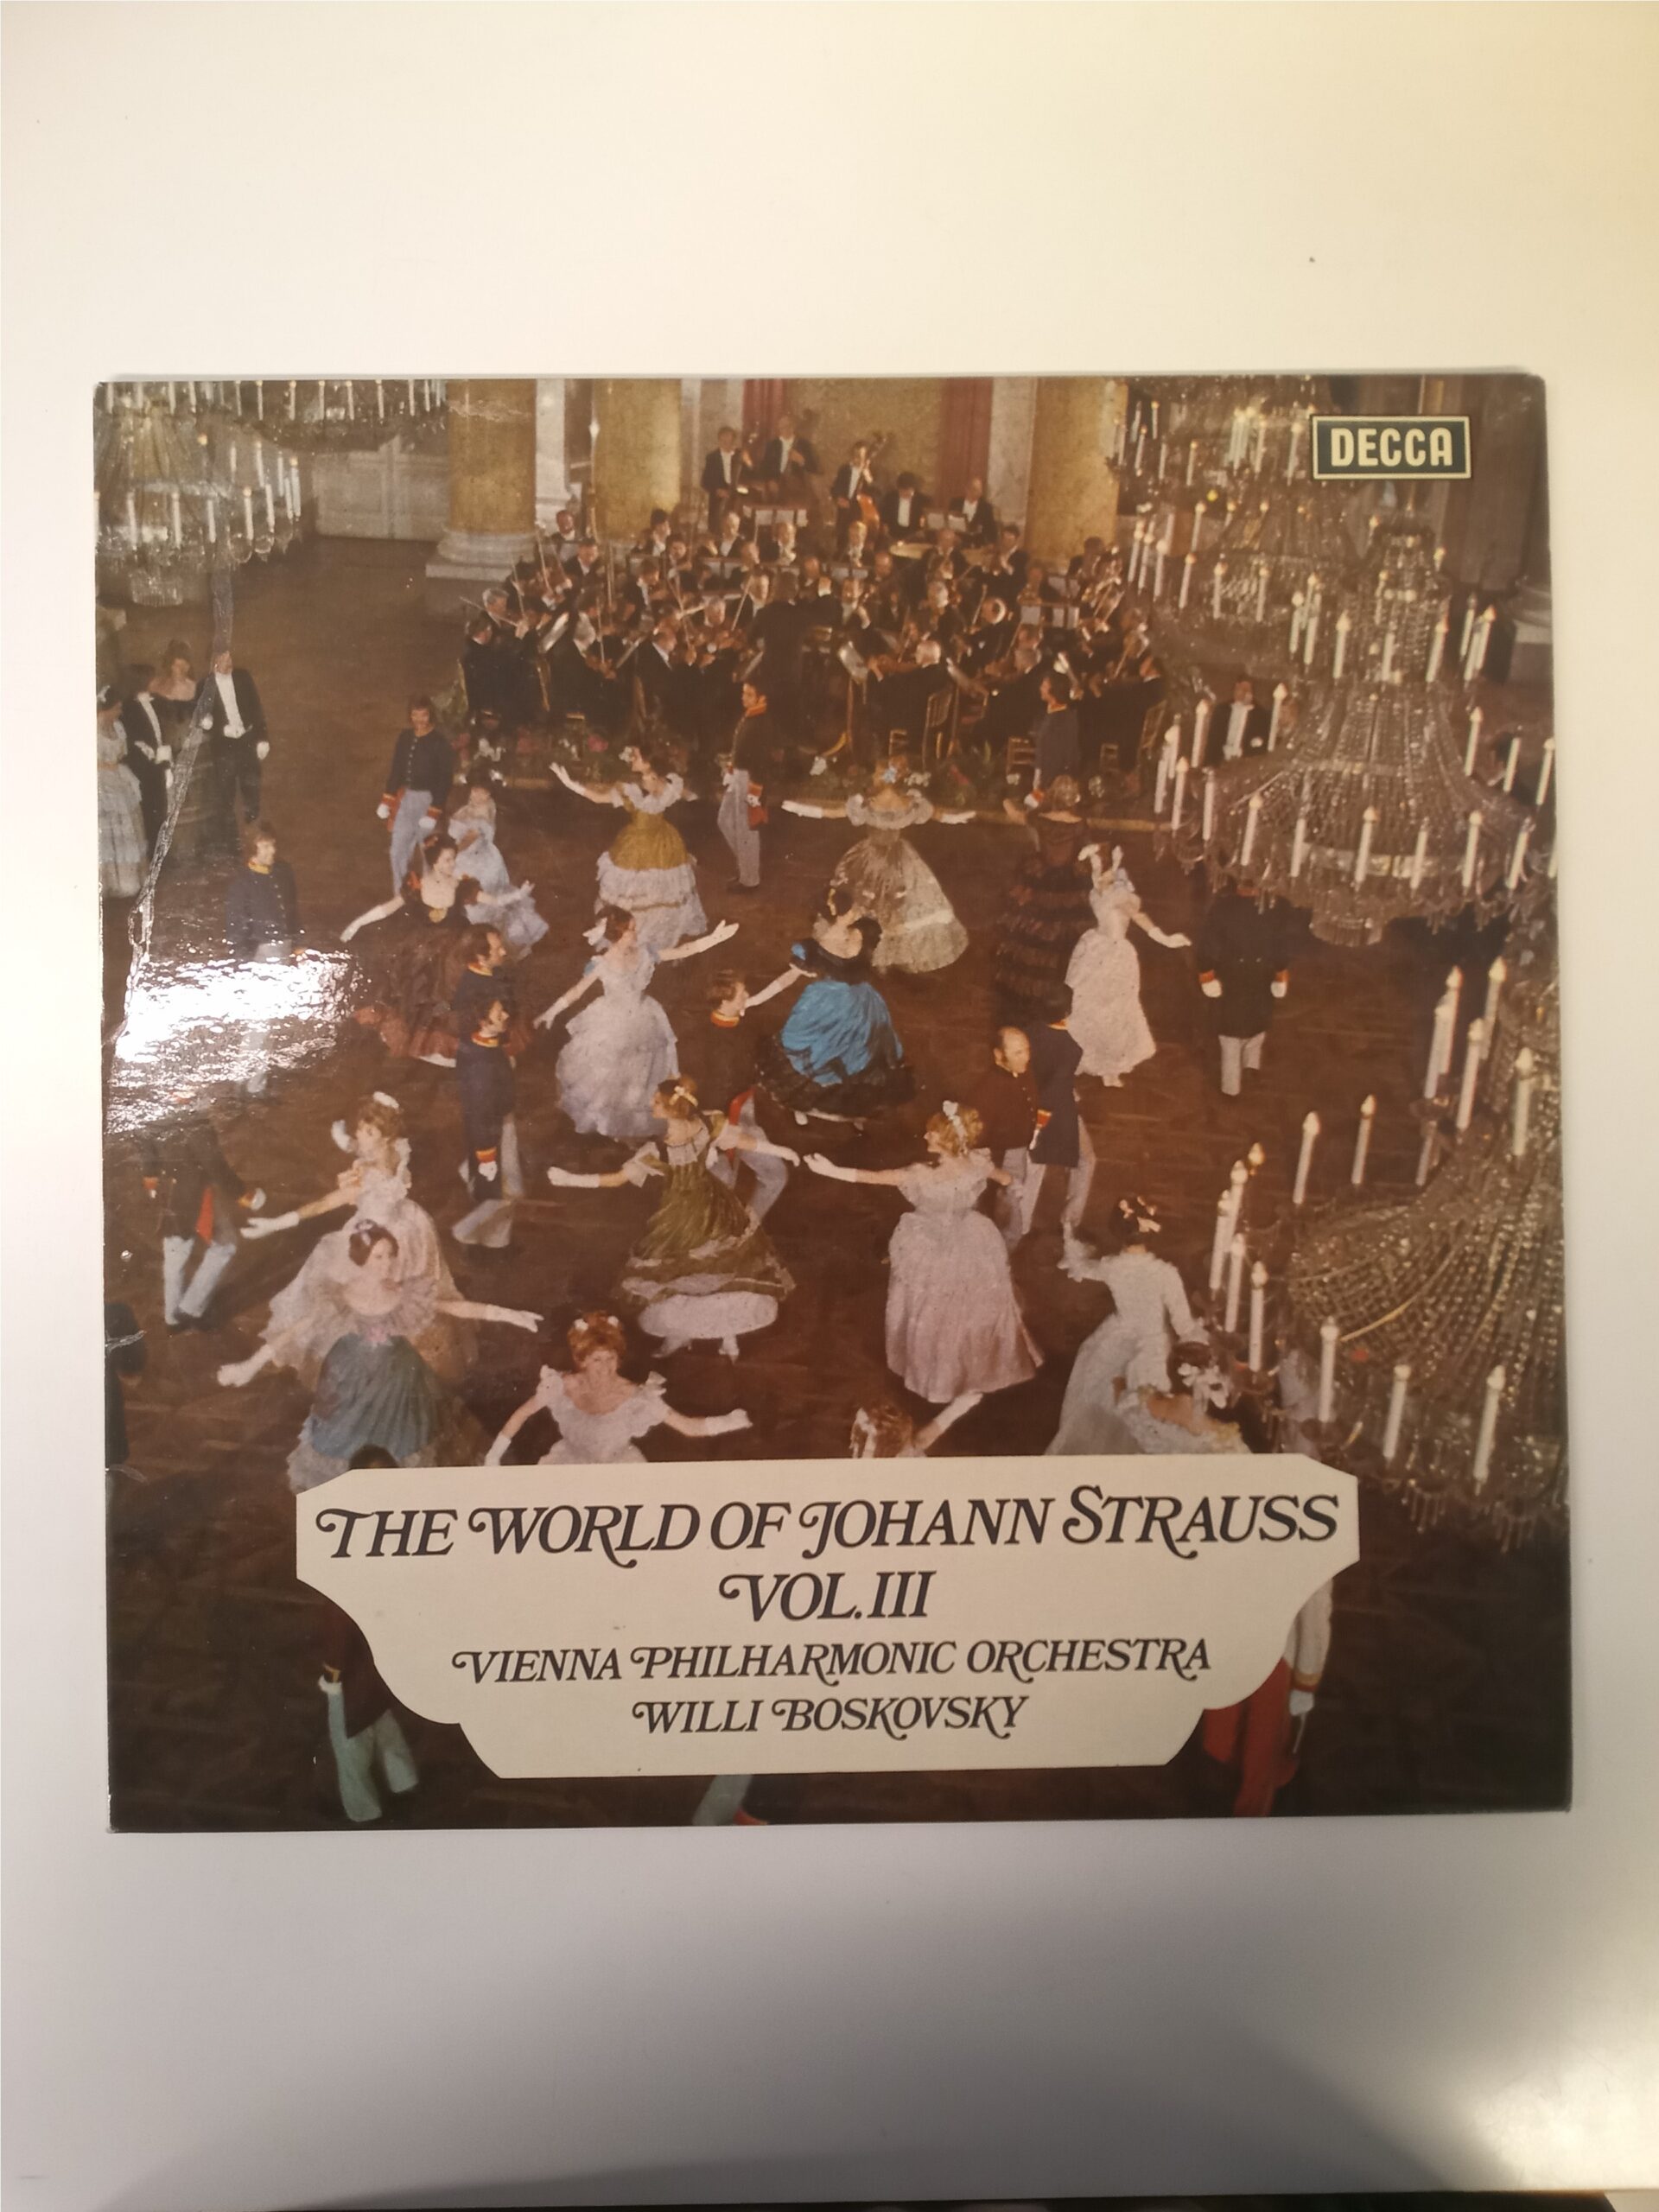 DECCA
THE WORLD OF JOHANN STRAUSS
VOL. III
VIENNA PHILHARMONIC ORCHESTRA
WILLI BOSKOVSKY